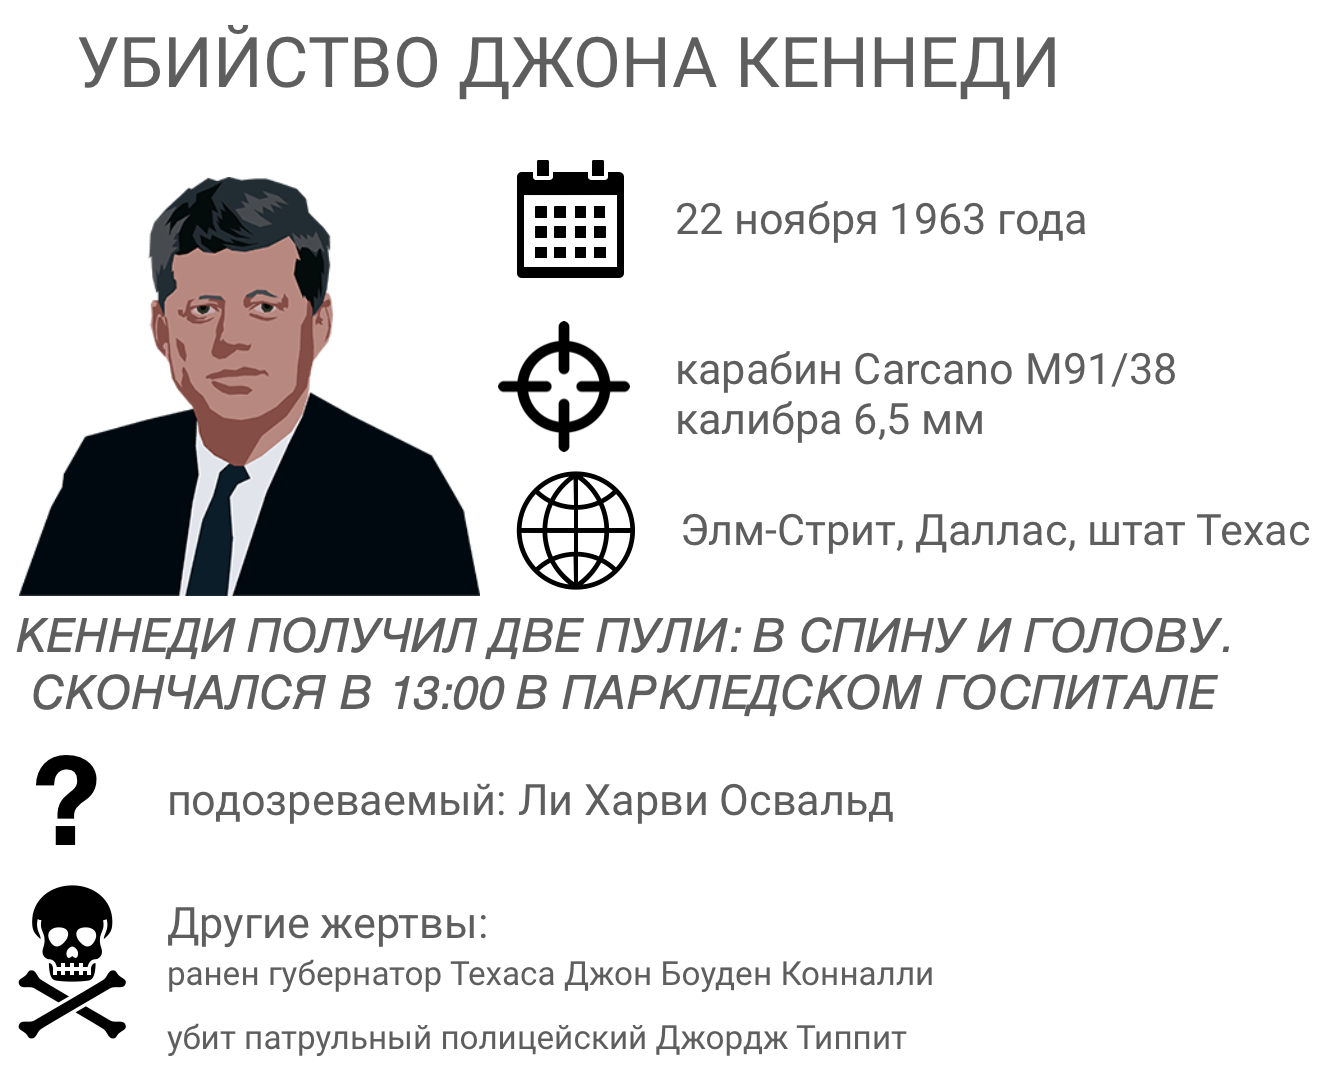 УБИЙСТВО ДЖОНА КЕННЕДИ
22 ноября 1963 года
карабин Carcano M91/38
калибра 6,5 мм
Элм-Стрит, Даллас, штат Техас
КЕННЕДИ ПОЛУЧИЛ ДВЕ ПУЛИ: В СПИНУ И ГОЛОВУ.
СКОНЧАЛСЯ В 13:00 В ПАРКЛЕДСКОМ ГОСПИТАЛЕ
?
подозреваемый: Ли Харви Освальд
Другие жертвы:
ранен губернатор Техаса Джон Боуден Конналли
убит патрульный полицейский Джордж Типпит